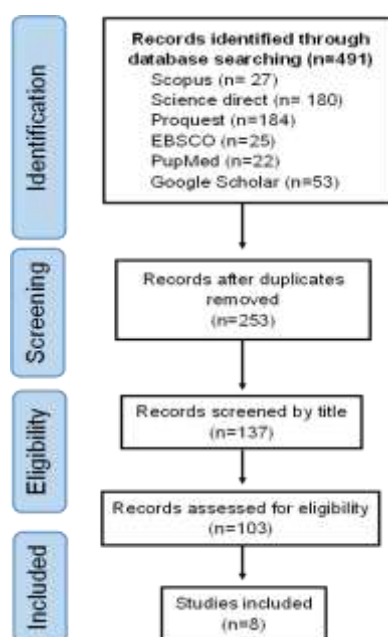 Identification
Records identified through
database searching (n=491)
Scopus (n= 27)
Science direct (n= 180)
Proquest (n=184)
EBSCO (n=25)
PupMed (n=22)
Google Scholar (n=53)
Screening
Records after duplicates
removed
(n=253)
Eligibility
Records screened by title
(n=137)
Records assessed for eligibility
(n=103)
Included
Studies included
(n=8)